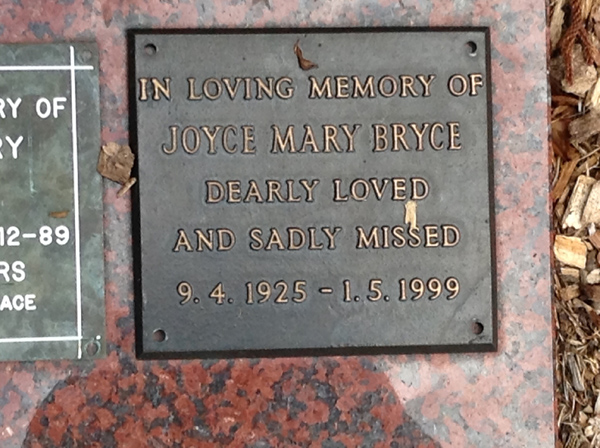 RY OF
RY
12-89
RS
ACE
IN LOVING MEMORY OF
JOYCE MARY BRYCE
DEARLY LOVED
AND SADLY MISSED
9. 4. 1925 - 1. 5. 1999